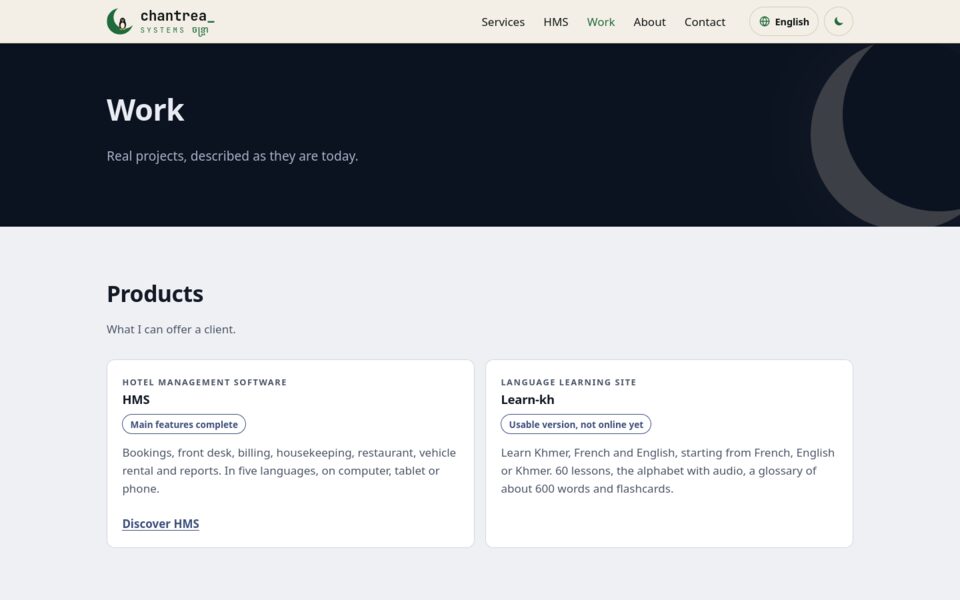 chantrea_
SYSTEMS ចន្ទ្រា
Services HMS Work About Contact English
Work
Real projects, described as they are today.
Products
What I can offer a client.
HOTEL MANAGEMENT SOFTWARE
HMS
Main features complete
Bookings, front desk, billing, housekeeping, restaurant, vehicle
rental and reports. In five languages, on computer, tablet or
phone.
Discover HMS
LANGUAGE LEARNING SITE
Learn-kh
Usable version, not online yet
Learn Khmer, French and English, starting from French, English
or Khmer. 60 lessons, the alphabet with audio, a glossary of
about 600 words and flashcards.